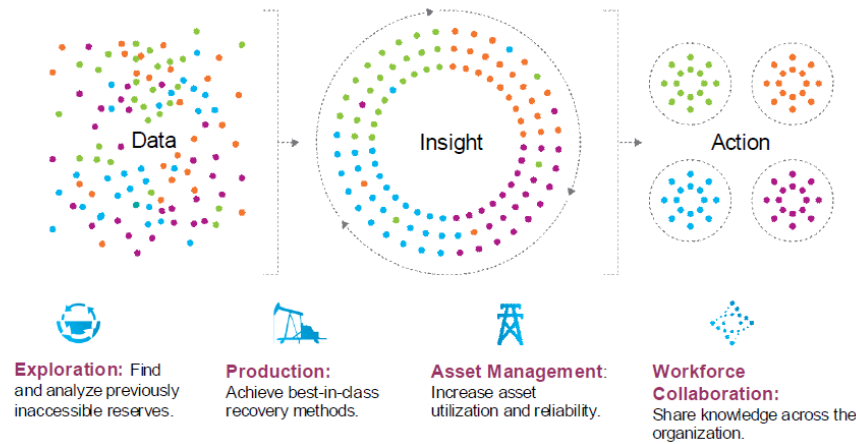 Data
Insight
Action
Exploration: Find
and analyze previously
inaccessible reserves.
Production:
Achieve best-in-class
recovery methods.
Asset Management:
Increase asset
utilization and reliability.
Workforce
Collaboration:
Share knowledge across the
organization.